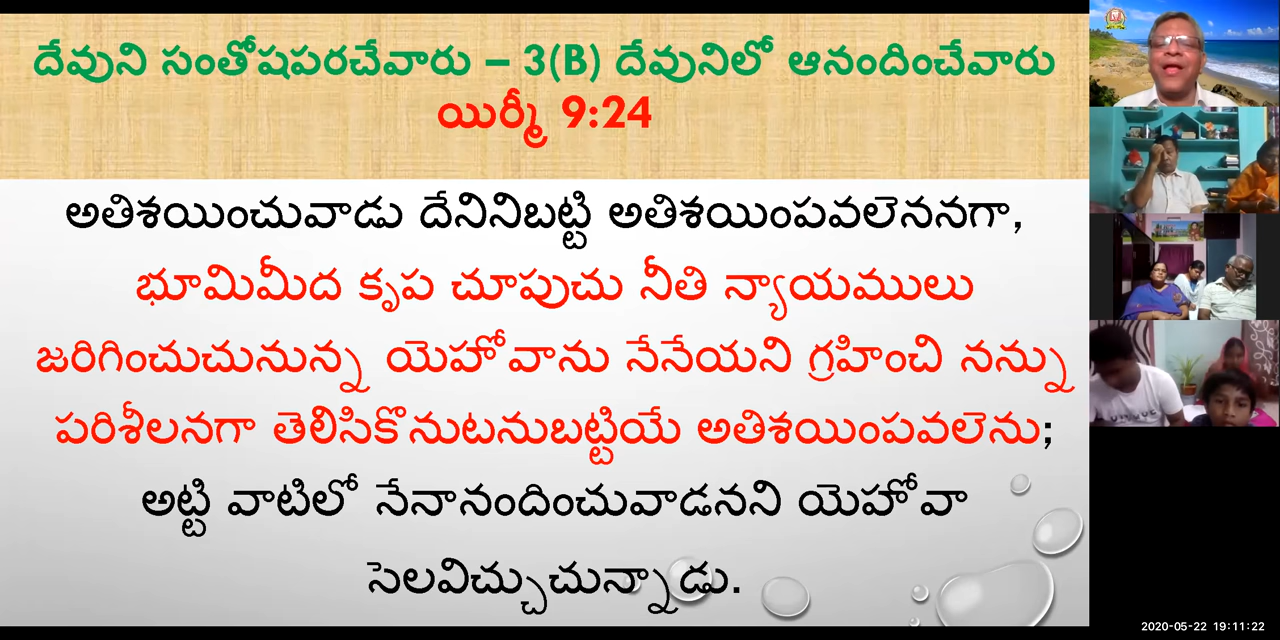 దేవుని సంతోషపరచేవారు – 3(B) దేవునిలో ఆనందించేవారు
యిర్మీ 9:24
అతిశయించువాడు దేనినిబట్టి అతిశయింపవలెననగా,
భూమిమీద కృప చూపుచు నీతి న్యాయములు
జరిగించుచునున్న యెహోవాను నేనేయని గ్రహించి నన్ను
పరిశీలనగా తెలిసికొనుటనుబట్టియే అతిశయింపవలెను;
అట్టి వాటిలో నేనానందించువాడనని యెహోవా
సెలవిచ్చుచున్నాడు.
2020-05-22 19:11:22